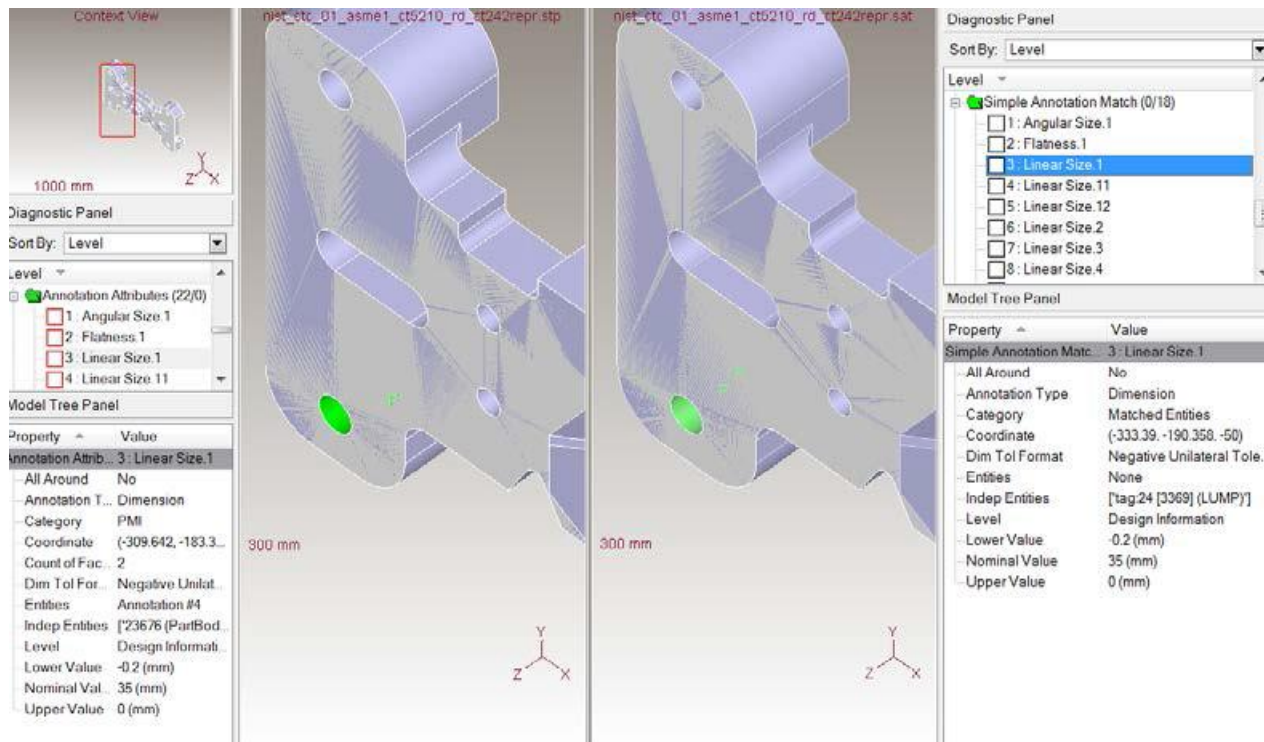 Context View
1000 mm
Y
Z
X
Diagnostic Panel
Sort By: Level
Level
Annotation Attributes (22/0)
1 : Angular Size.1
2 : Flatness.1
3 : Linear Size.1
4 : Linear Size.11
Model Tree Panel
Property Value
Annotation Attrib... 3 : Linear Size.1
All Around No
Annotation T... Dimension
Category PMI
Coordinate (-309.642, -183.3...
Count of Fac... 2
Dim Tol For... Negative Unilat...
Entities Annotation #4
Indep Entities ['23676 (PartBod...
Level Design Informati...
Lower Value -0.2 (mm)
Nominal Val... 35 (mm)
Upper Value 0 (mm)
nist_ctc_01_asme1_ct5210_rd_ct242repr.stp
300 mm
Y
Z
X
nist_ctc_01_asme1_ct5210_rd_ct242repr.sat
300 mm
Y
Z
X
Diagnostic Panel
Sort By: Level
Level
Simple Annotation Match (0/18)
1 : Angular Size.1
2 : Flatness.1
3 : Linear Size.1
4 : Linear Size.11
5 : Linear Size.12
6 : Linear Size.2
7 : Linear Size.3
8 : Linear Size.4
Model Tree Panel
Property Value
Simple Annotation Matc... 3 : Linear Size.1
All Around No
Annotation Type Dimension
Category Matched Entities
Coordinate (-333.39, -190.358, -50)
Dim Tol Format Negative Unilateral Tole...
Entities None
Indep Entities ['tag:24 [3369] (LUMP)']
Level Design Information
Lower Value -0.2 (mm)
Nominal Value 35 (mm)
Upper Value 0 (mm)